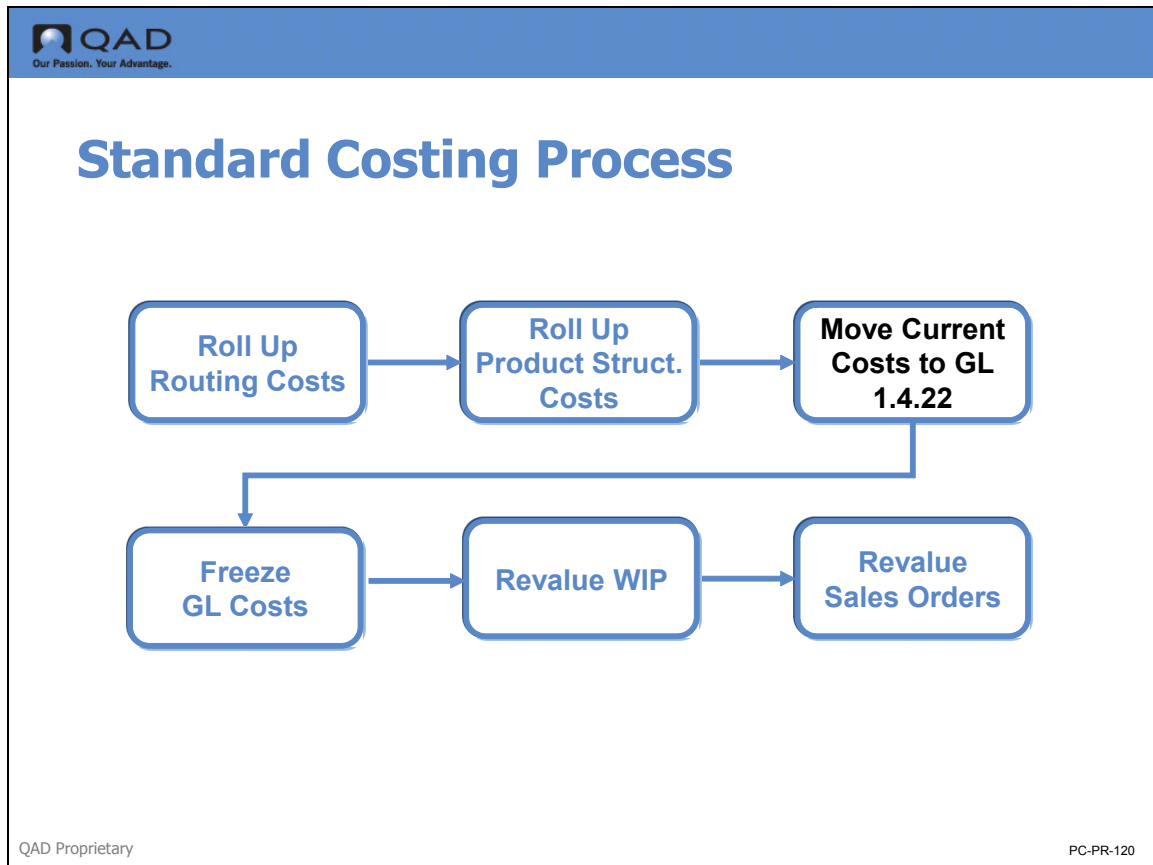 QAD
Our Passion. Your Advantage.
Standard Costing Process
Roll Up
Routing Costs
Roll Up
Product Struct.
Costs
Move Current
Costs to GL
1.4.22
Freeze
GL Costs
Revalue WIP
Revalue
Sales Orders
QAD Proprietary
PC-PR-120